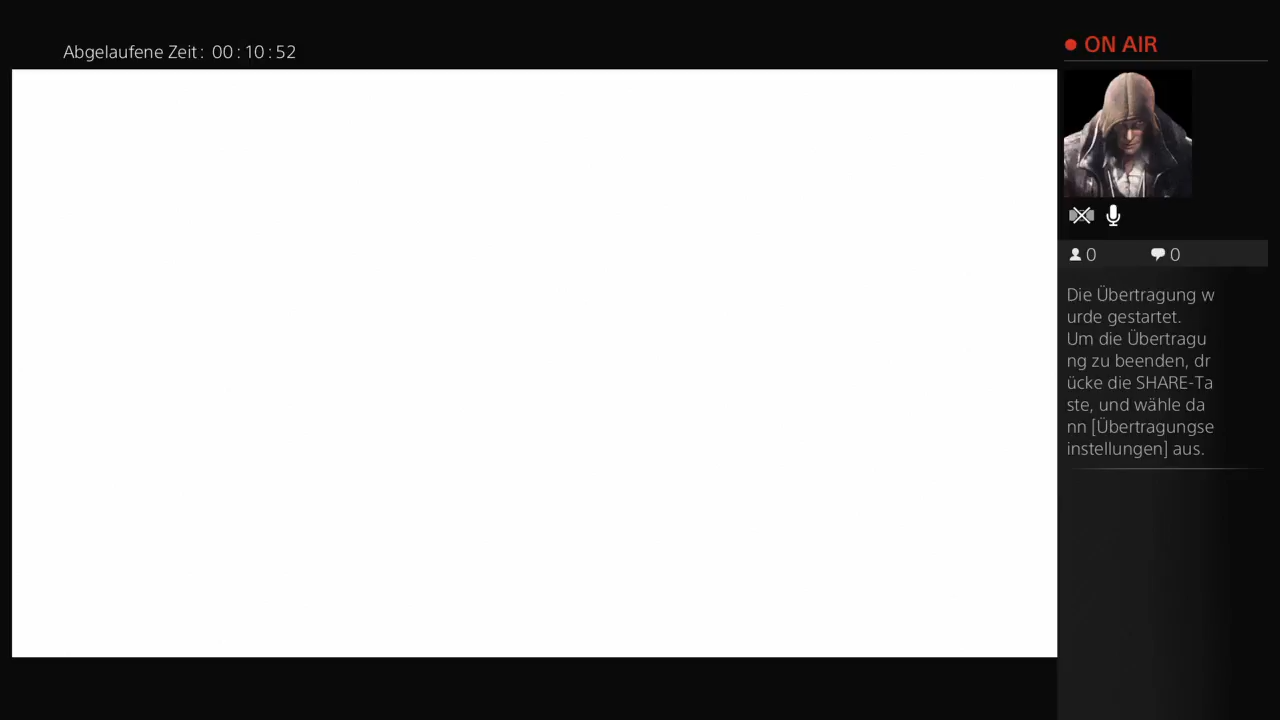 Abgelaufene Zeit: 00:10:52
ON AIR
0 0
Die Übertragung w
urde gestartet.
Um die Übertragu
ng zu beenden, dr
ücke die SHARE-Ta
ste, und wähle da
nn [Übertragungse
instellungen] aus.